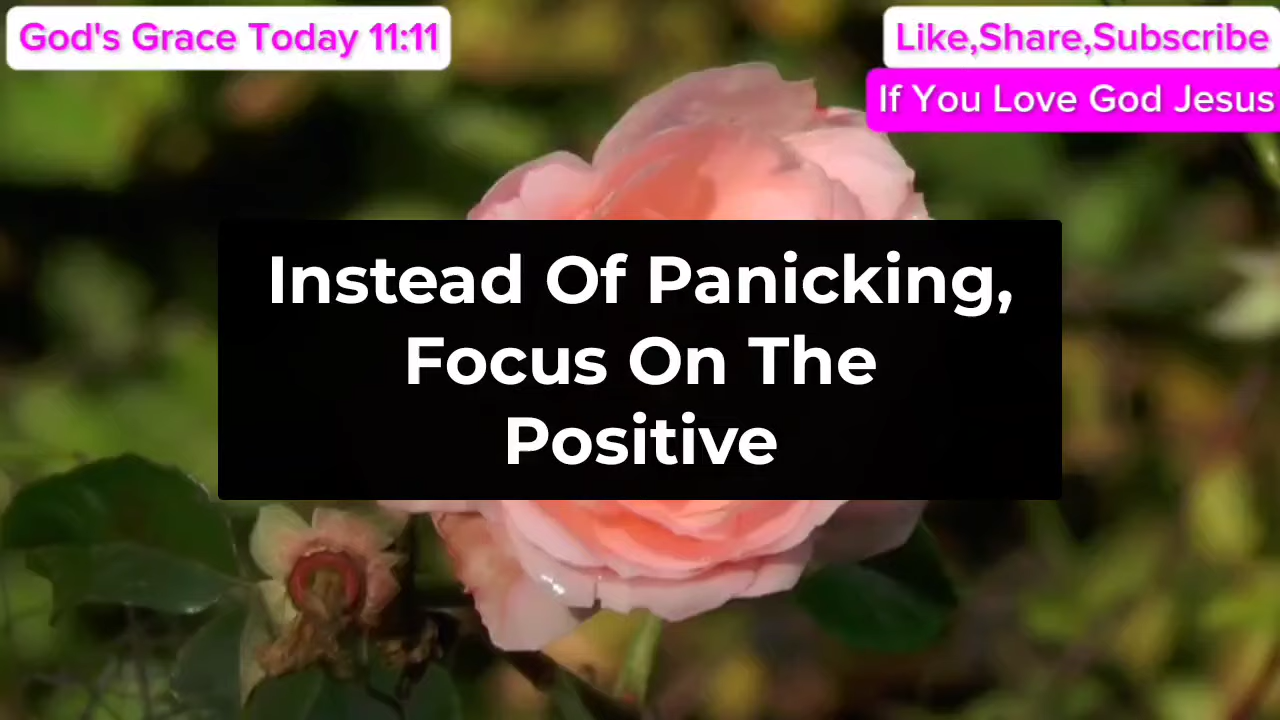 God's Grace Today 11:11
Like,Share,Subscribe
If You Love God Jesus
Instead Of Panicking,
Focus On The
Positive